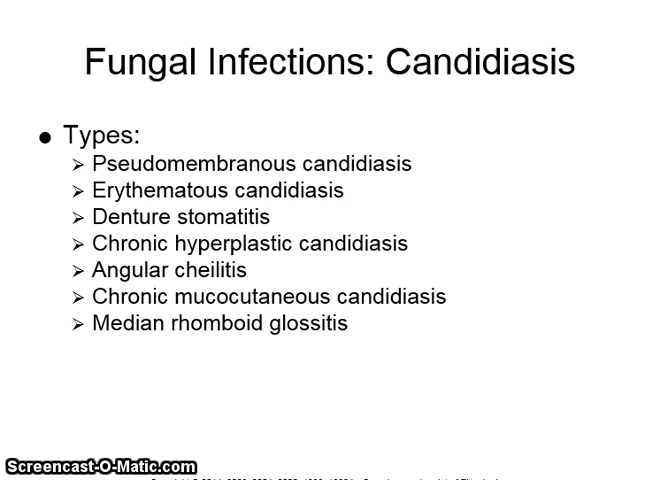 Fungal Infections: Candidiasis
● Types:
➢ Pseudomembranous candidiasis
➢ Erythematous candidiasis
➢ Denture stomatitis
➢ Chronic hyperplastic candidiasis
➢ Angular cheilitis
➢ Chronic mucocutaneous candidiasis
➢ Median rhomboid glossitis
Screencast-O-Matic.com